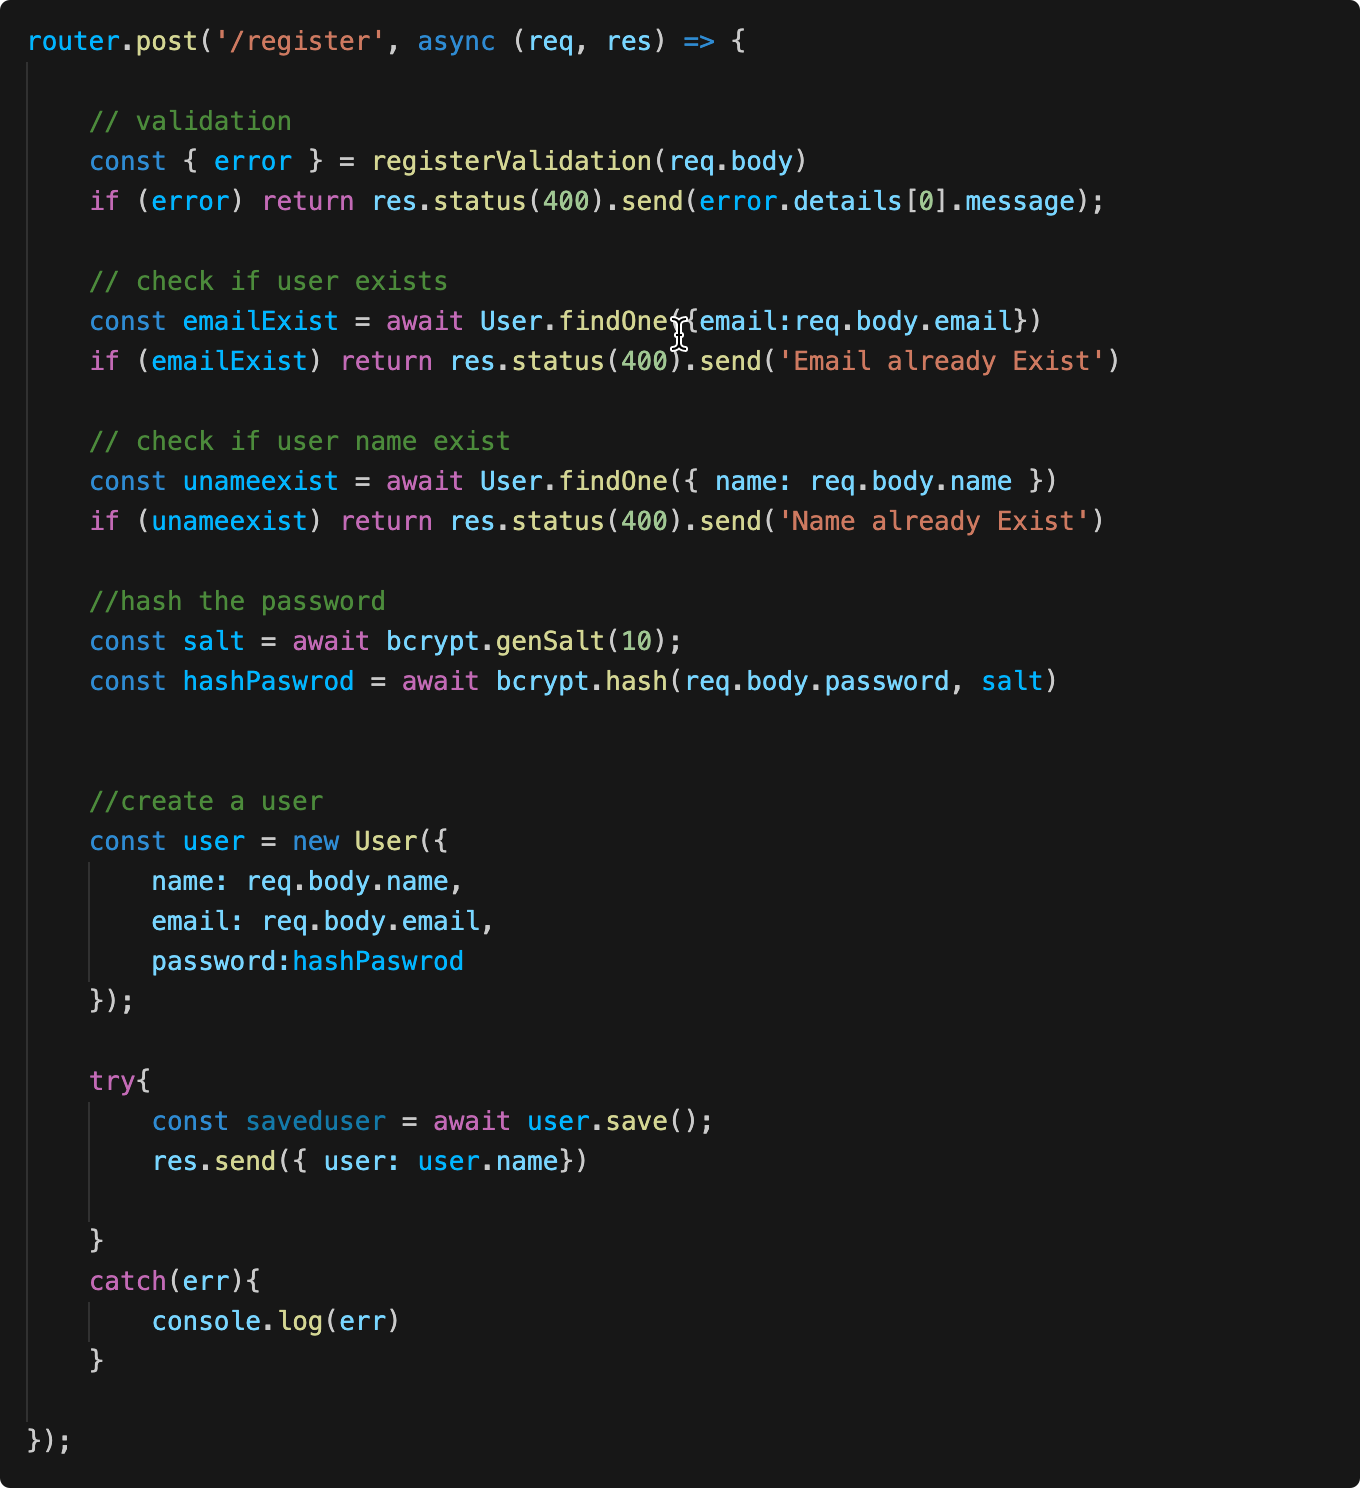 router.post('/register', async (req, res) => {
// validation
const { error } = registerValidation(req.body)
if (error) return res.status(400).send(error.details[0].message);
// check if user exists
const emailExist = await User.findOne({email:req.body.email})
if (emailExist) return res.status(400).send('Email already Exist')
// check if user name exist
const unameexist = await User.findOne({ name: req.body.name })
if (unameexist) return res.status(400).send('Name already Exist')
//hash the password
const salt = await bcrypt.genSalt(10);
const hashPaswrod = await bcrypt.hash(req.body.password, salt)
//create a user
const user = new User({
name: req.body.name,
email: req.body.email,
password:hashPaswrod
});
try{
const saveduser = await user.save();
res.send({ user: user.name})
}
catch(err){
console.log(err)
}
});